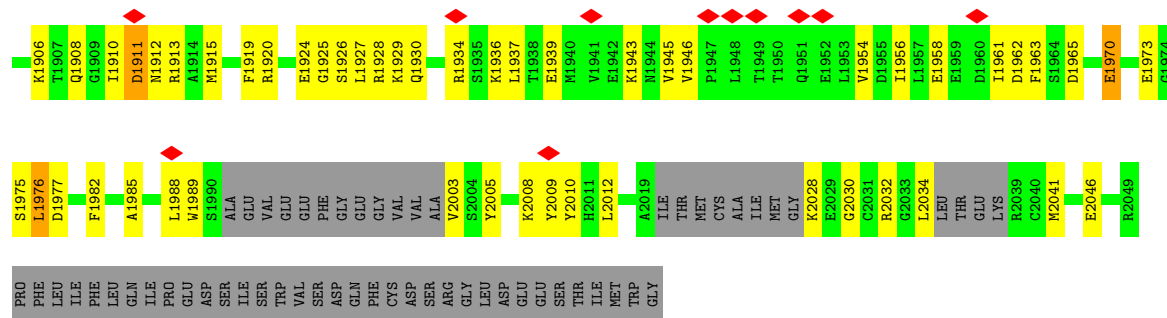 K1906 T1907 Q1908 G1909 I1910 D1911 N1912 R1913 A1914 M1915 F1919 R1920 E1924 G1925 S1926 L1927 R1928 K1929 Q1930 R1934 S1935 K1936 L1937 T1938 E1939 M1940 V1941 E1942 K1943 N1944 V1945 V1946 P1947 L1948 T1949 T1950 Q1951 E1952 L1953 V1954 D1955 I1956 L1957 E1958 E1959 D1960 I1961 D1962 F1963 S1964 D1965 E1970 E1973 G1974
S1975 L1976 D1977 F1982 A1985 L1988 W1989 S1990 ALA GLU VAL GLU GLU PHE GLY GLU GLY VAL VAL ALA V2003 S2004 Y2005 K2008 Y2009 Y2010 H2011 L2012 A2019 ILE THR MET CYS ALA ILE MET GLY K2028 E2029 G2030 C2031 R2032 G2033 L2034 LEU THR GLU LYS R2039 C2040 M2041 E2046 R2049
PRO PHE LEU ILE PHE LEU GLN ILE PRO GLU ASP SER ILE SER TRP VAL SER ASP GLN PHE CYS ASP SER ARG GLY LEU ASP GLU GLU SER THR ILE MET TRP GLY